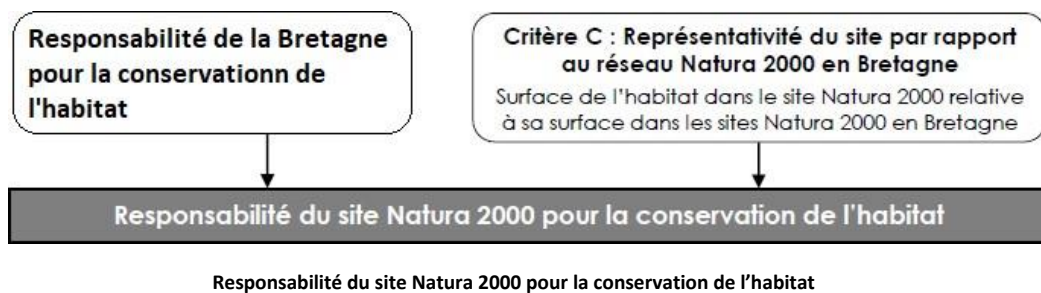 Responsabilité de la Bretagne
pour la conservationn de
l'habitat
Critère C : Représentativité du site par rapport
au réseau Natura 2000 en Bretagne
Surface de l'habitat dans le site Natura 2000 relative
à sa surface dans les sites Natura 2000 en Bretagne
Responsabilité du site Natura 2000 pour la conservation de l'habitat
Responsabilité du site Natura 2000 pour la conservation de l’habitat